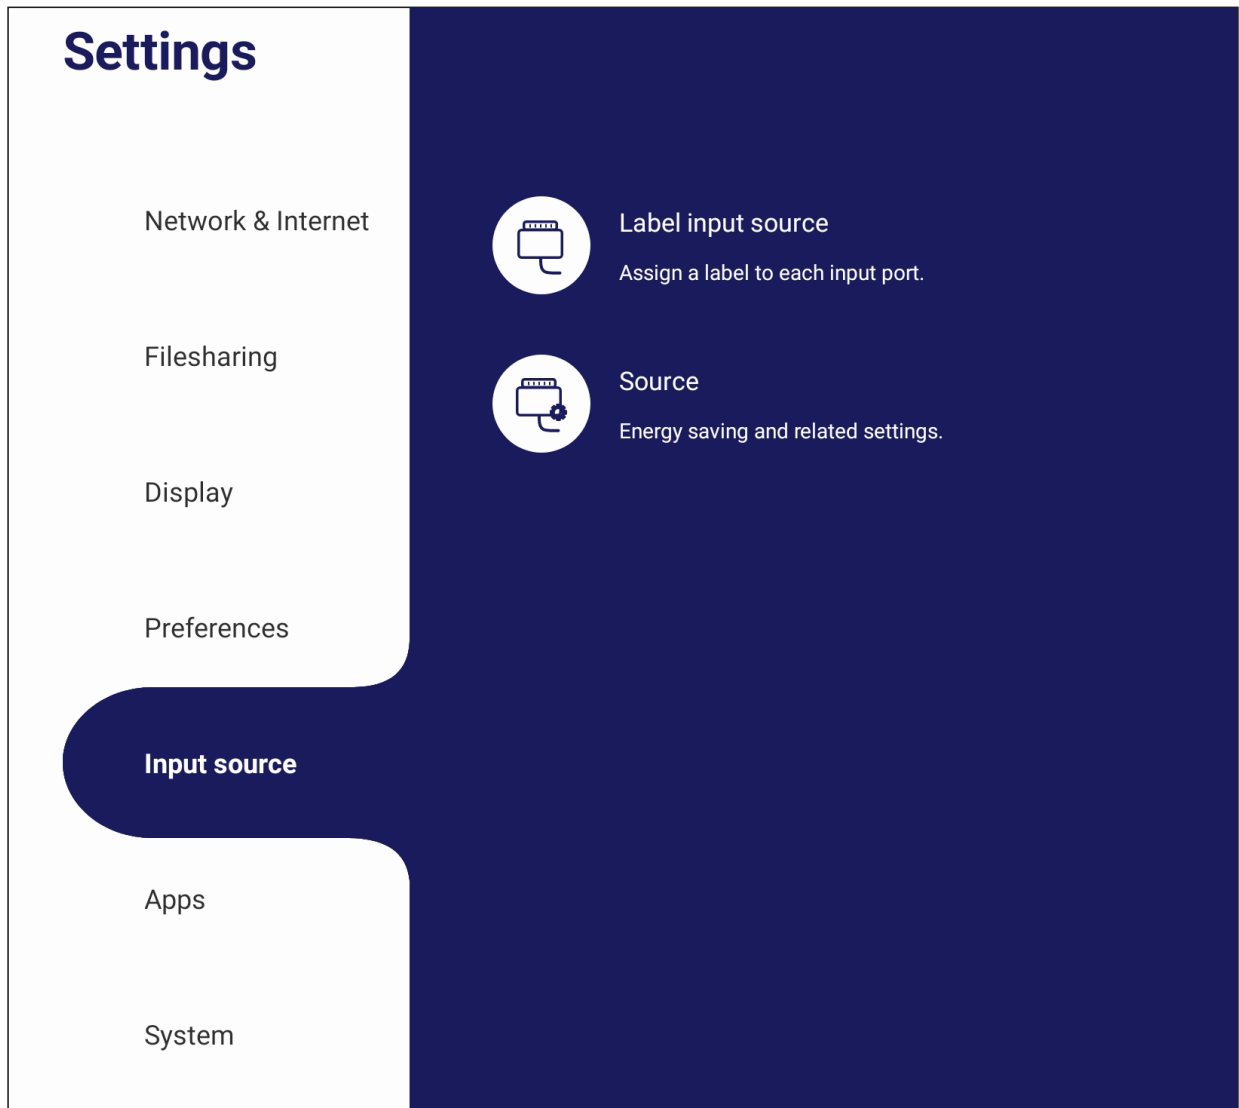 Settings
Network & Internet
Filesharing
Display
Preferences
Input source
Apps
System
Label input source
Assign a label to each input port.
Source
Energy saving and related settings.